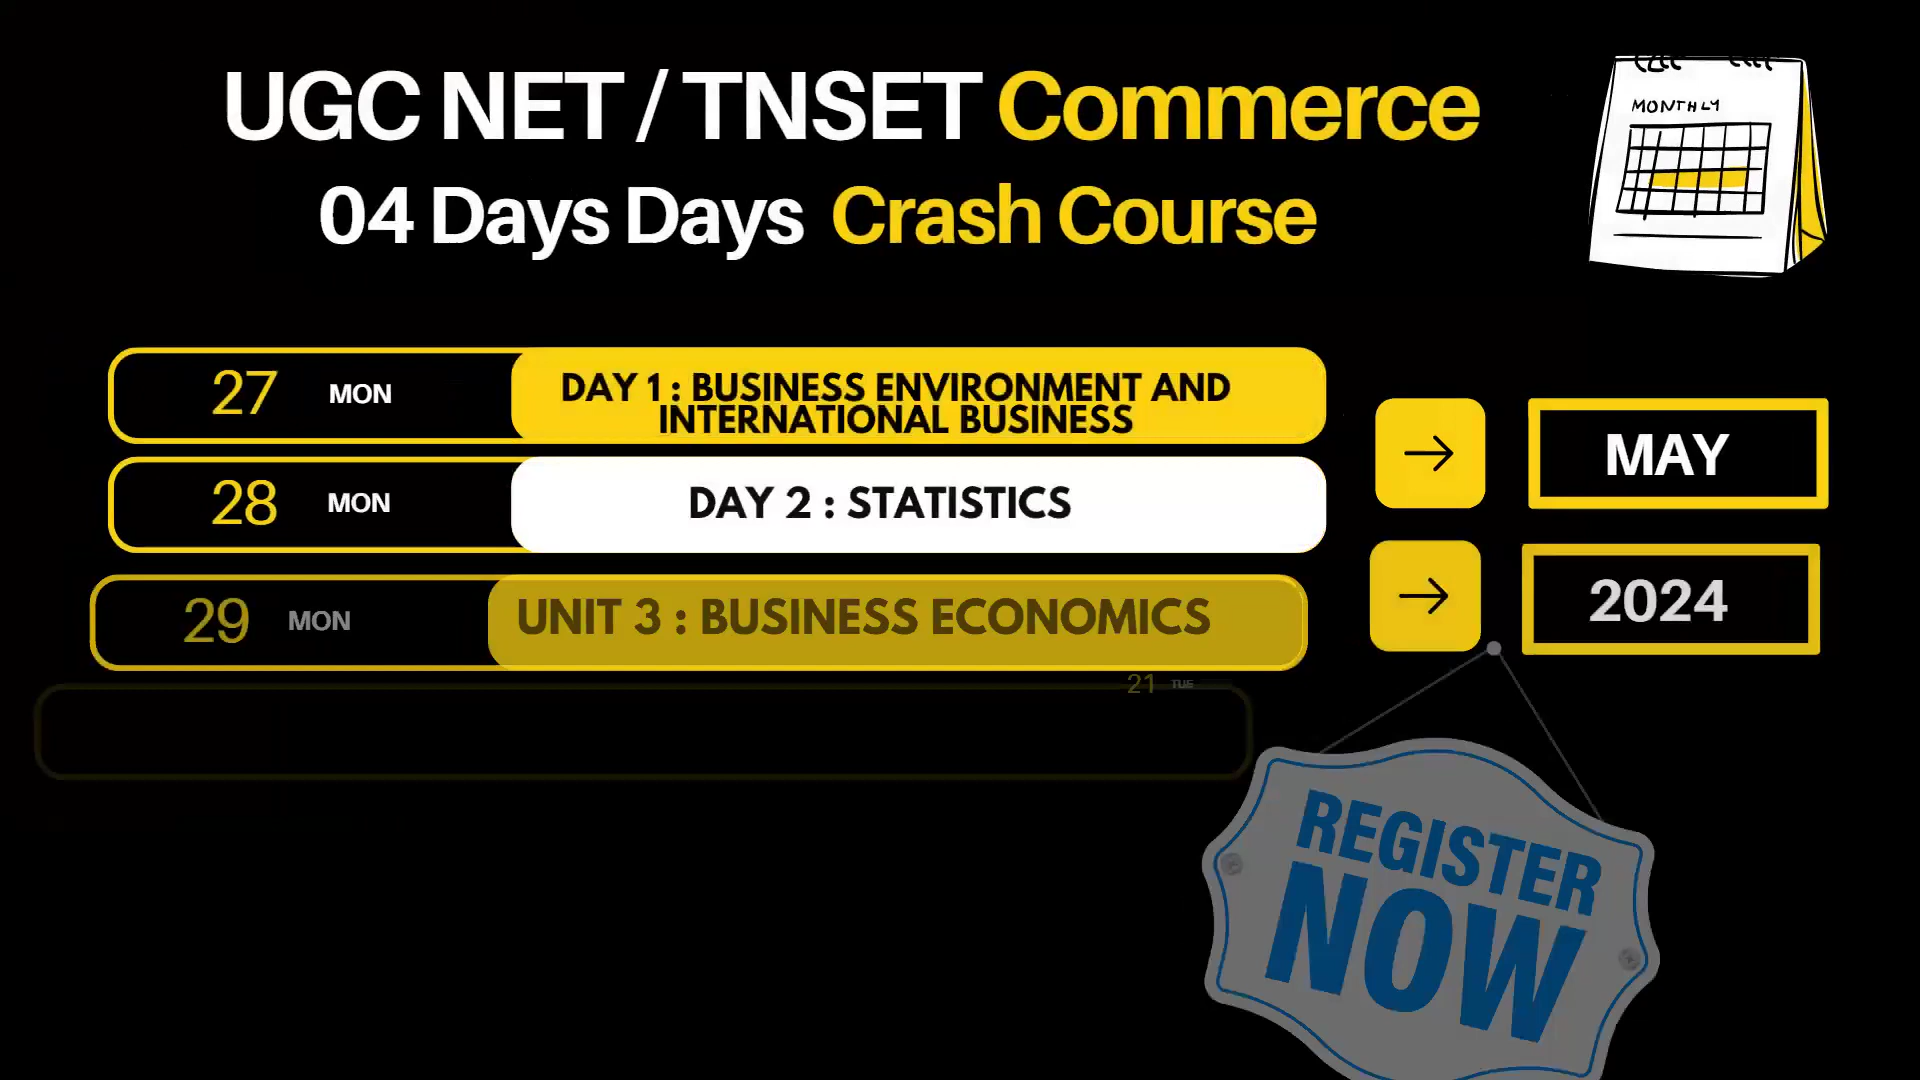 UGC NET / TNSET Commerce
04 Days Days Crash Course
MONTHLY
27 MON
DAY 1 : BUSINESS ENVIRONMENT AND
INTERNATIONAL BUSINESS
28 MON
DAY 2 : STATISTICS
29 MON
UNIT 3 : BUSINESS ECONOMICS
21 TUE
→ MAY
→ 2024
REGISTER
NOW